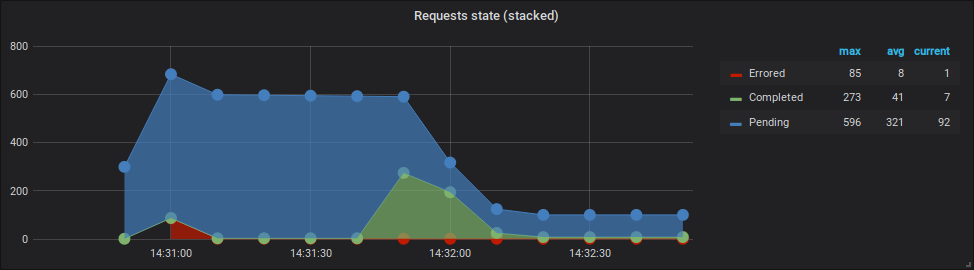 Requests state (stacked)
800
600
400
200
0
14:31:00 14:31:30 14:32:00 14:32:30
max avg current
Errored 85 8 1
Completed 273 41 7
Pending 596 321 92